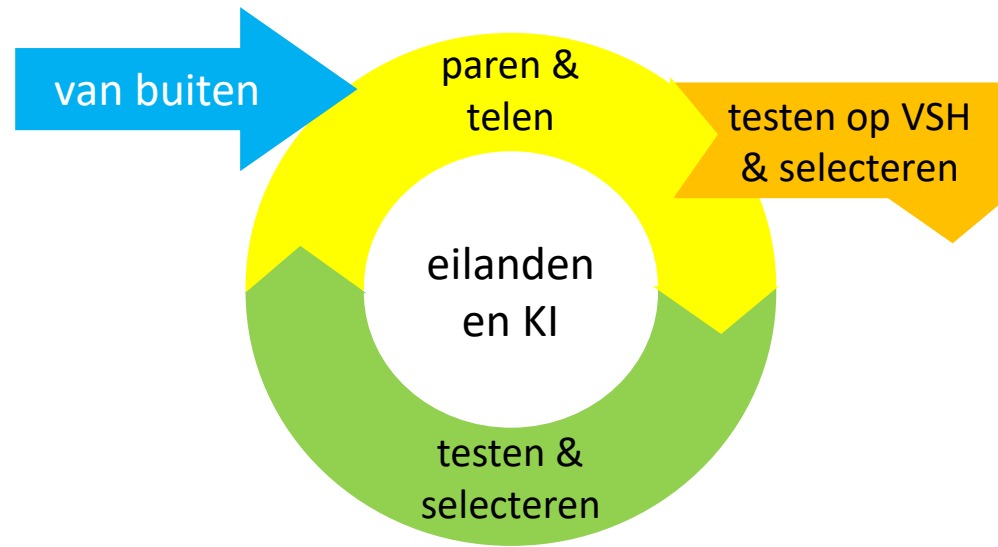 van buiten
paren &
telen
testen op VSH
& selecteren
eilanden
en KI
testen &
selecteren